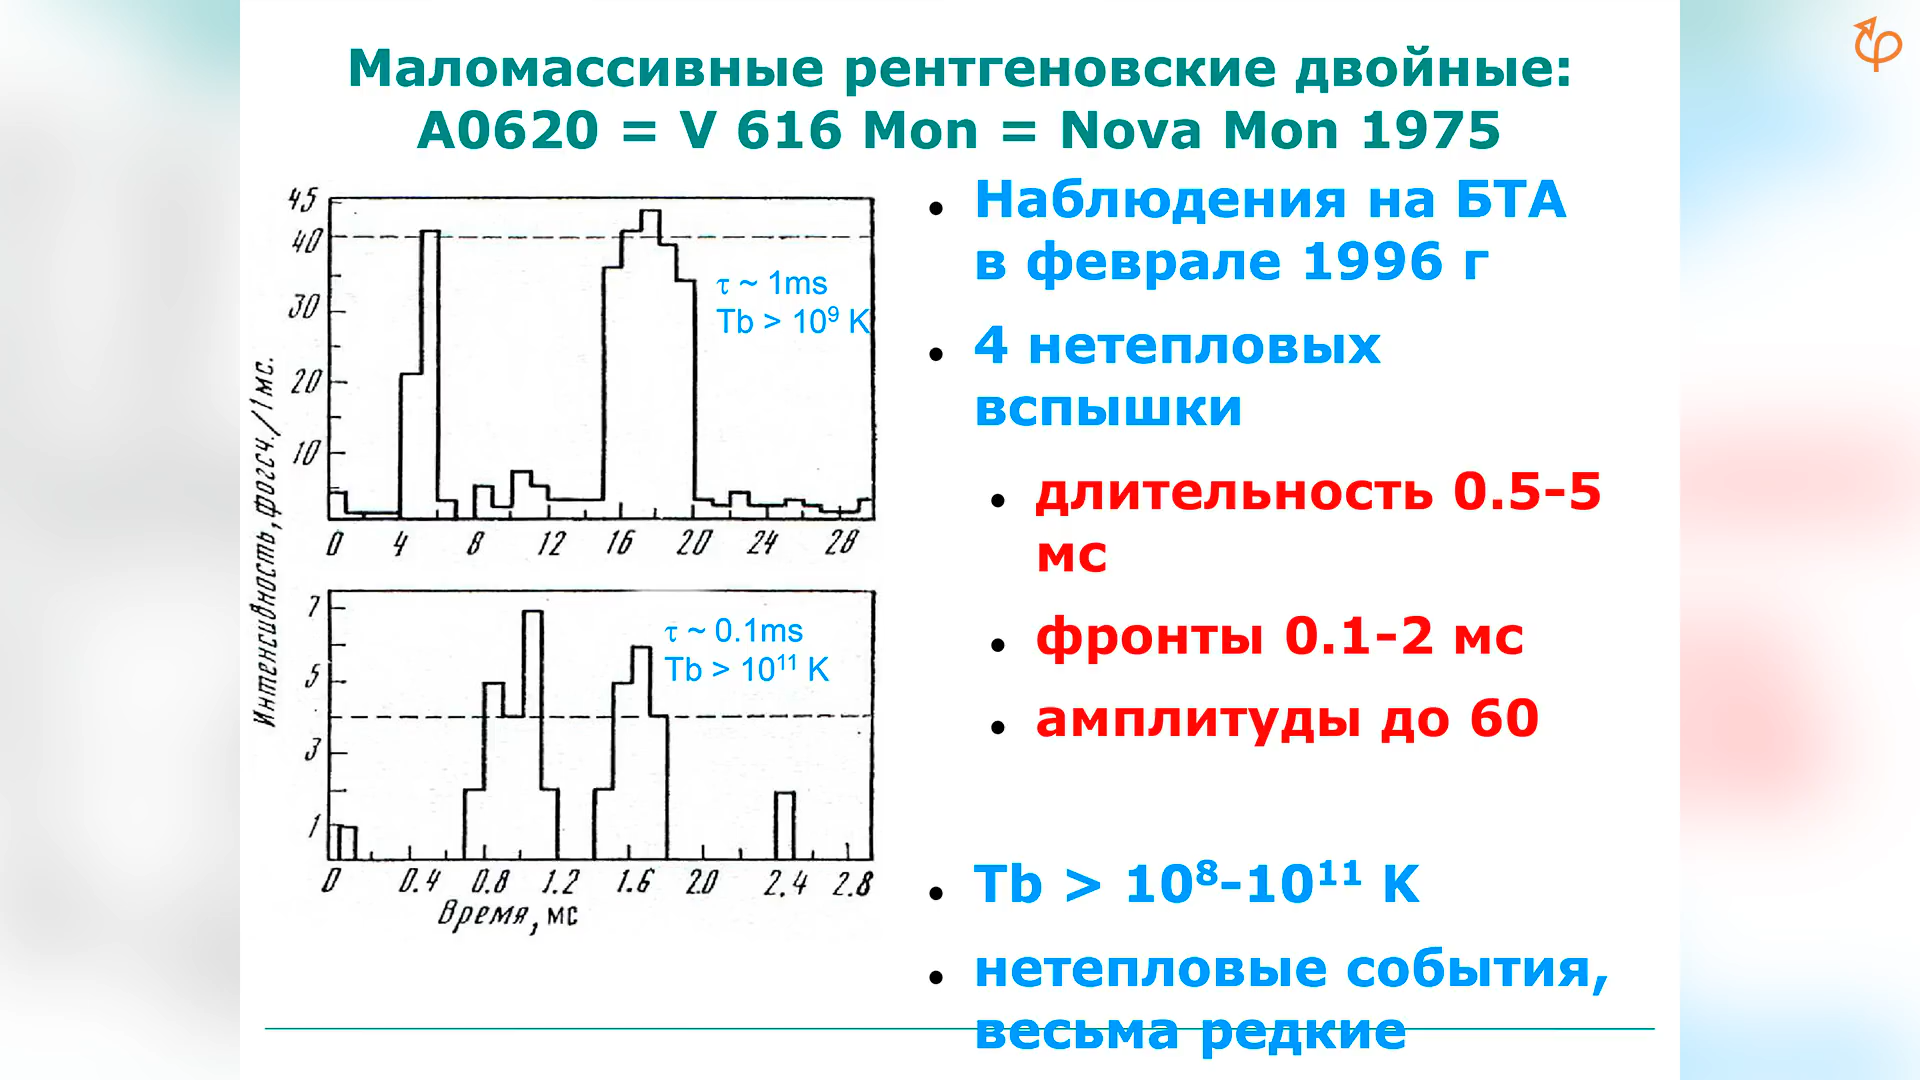 Маломассивные рентгеновские двойные:
A0620 = V 616 Mon = Nova Mon 1975
Интенсивность, фотсч./1мс.
45
40
30
20
10
τ ~ 1ms
Tb > 10⁹ K
0 4 8 12 16 20 24 28
7
5
3
1
τ ~ 0.1ms
Tb > 10¹¹ K
0 0.4 0.8 1.2 1.6 2.0 2.4 2.8
Время, мс
• Наблюдения на БТА
в феврале 1996 г
• 4 нетепловых
вспышки
• длительность 0.5-5
мс
• фронты 0.1-2 мс
• амплитуды до 60
• Tb > 10⁸-10¹¹ K
• нетепловые события,
весьма редкие